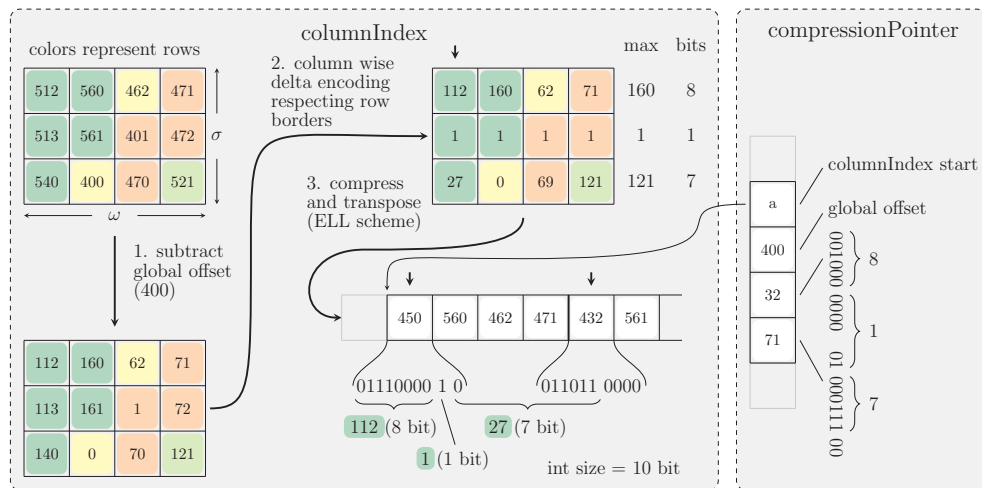 columnIndex
colors represent rows
512 560 462 471
513 561 401 472
540 400 470 521
σ
ω
1. subtract
global offset
(400)
112 160 62 71
113 161 1 72
140 0 70 121
2. column wise
delta encoding
respecting row
borders
max bits
112 160 62 71 160 8
1 1 1 1 1 1
27 0 69 121 121 7
3. compress
and transpose
(ELL scheme)
450 560 462 471 432 561
01110000 1 0
011011 0000
112 (8 bit)
27 (7 bit)
1 (1 bit)
int size = 10 bit
compressionPointer
columnIndex start
a
global offset
400
32
71
001000 0000
01 000111 00
8
1
7